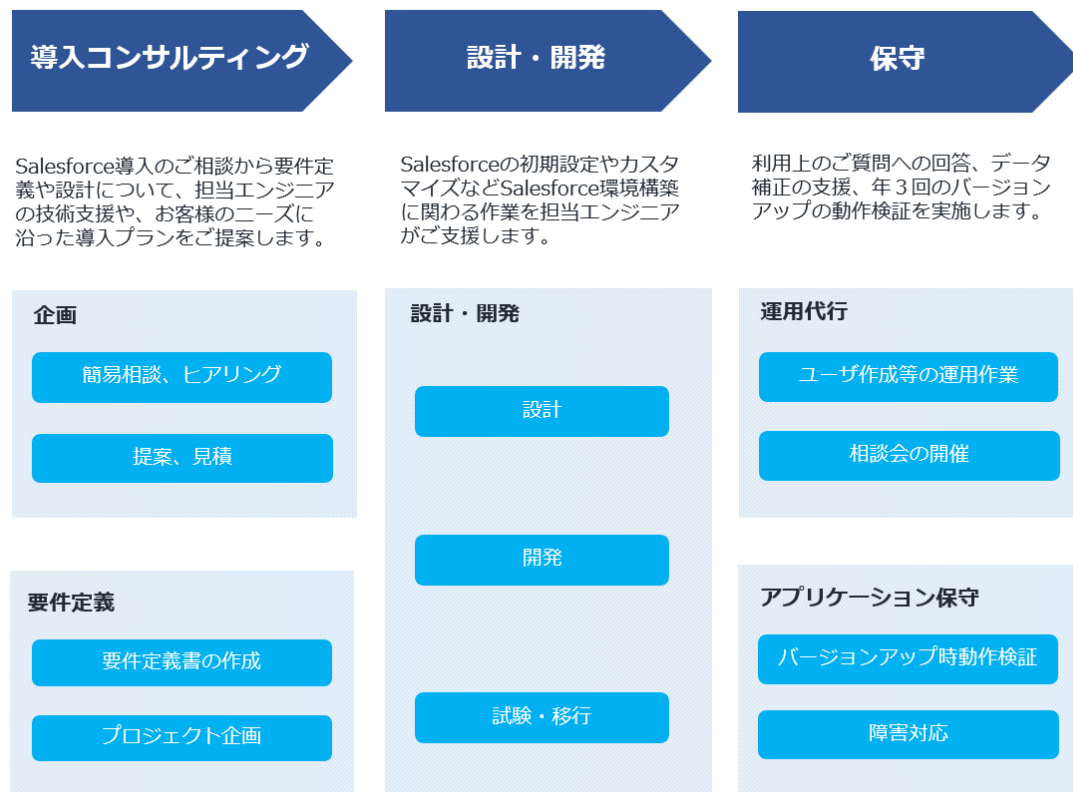 導入コンサルティング
設計・開発
保守
Salesforce導入のご相談から要件定
義や設計について、担当エンジニア
の技術支援や、お客様のニーズに
沿った導入プランをご提案します。
Salesforceの初期設定やカスタ
マイズなどSalesforce環境構築
に関わる作業を担当エンジニア
がご支援します。
利用上のご質問への回答、データ
補正の支援、年３回のバージョン
アップの動作検証を実施します。
企画
簡易相談、ヒアリング
提案、見積
要件定義
要件定義書の作成
プロジェクト企画
設計・開発
設計
開発
試験・移行
運用代行
ユーザ作成等の運用作業
相談会の開催
アプリケーション保守
バージョンアップ時動作検証
障害対応